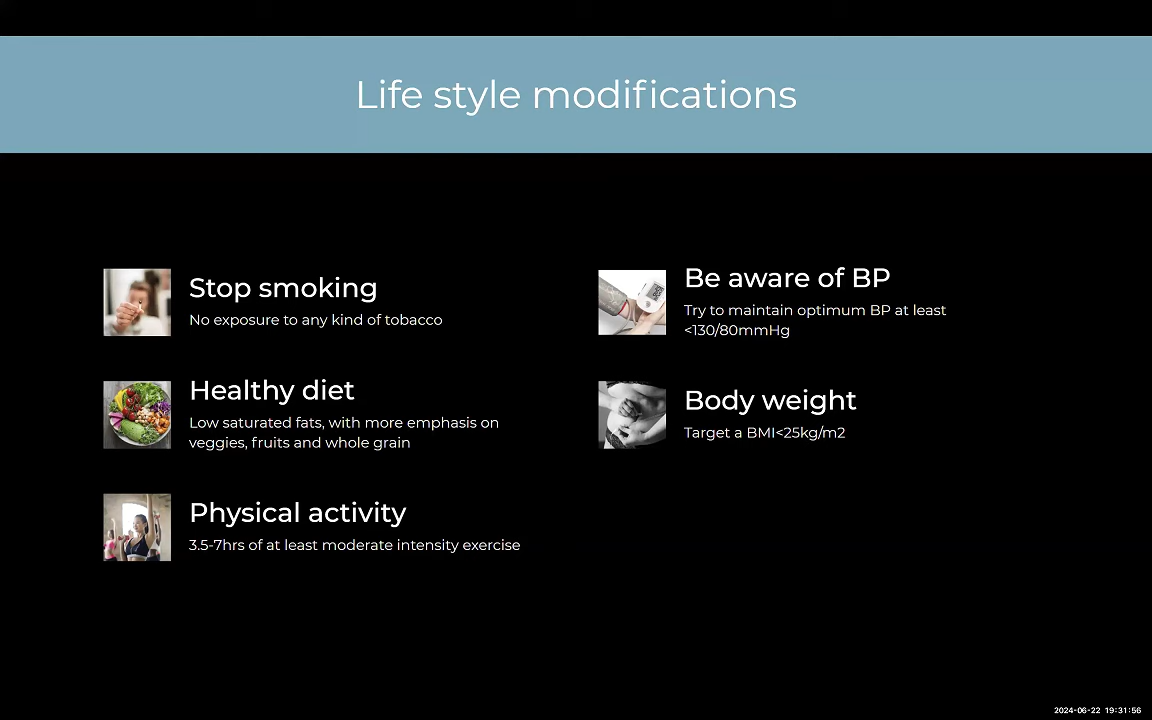 Life style modifications
Stop smoking
No exposure to any kind of tobacco
Healthy diet
Low saturated fats, with more emphasis on
veggies, fruits and whole grain
Physical activity
3.5-7hrs of at least moderate intensity exercise
Be aware of BP
Try to maintain optimum BP at least
<130/80mmHg
Body weight
Target a BMI<25kg/m2
2024-06-22 19:31:56